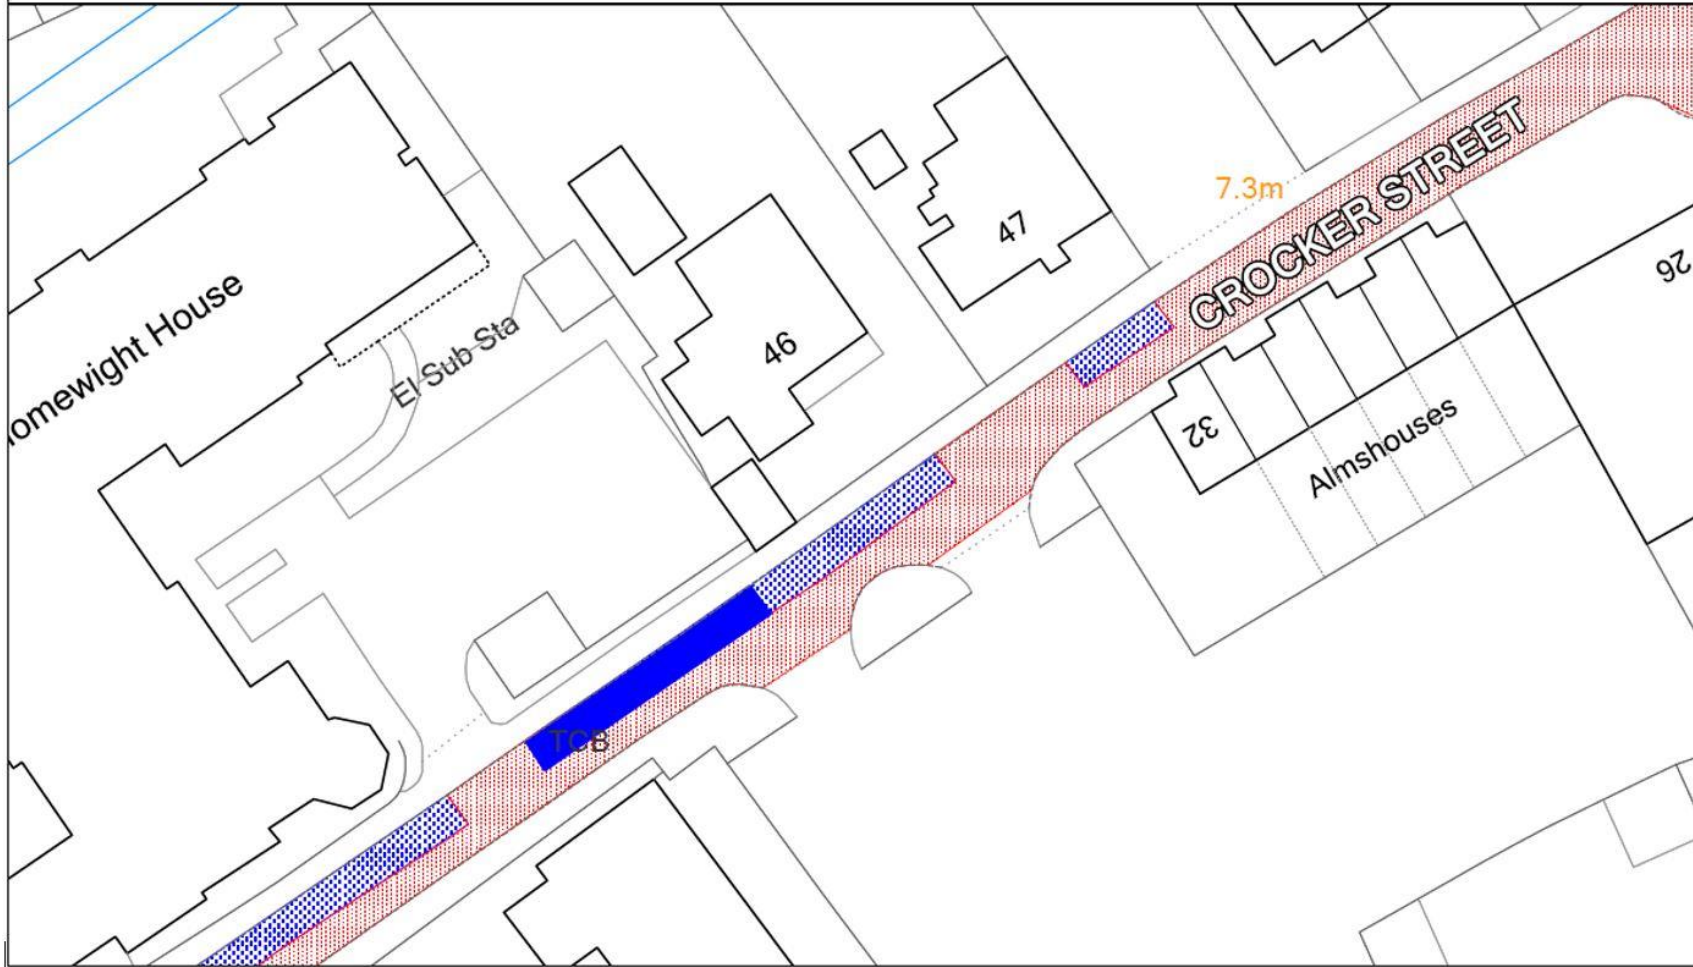 CROCKER STREET
7.3m
47
26
omewight House
El Sub Sta
46
32
Almshouses
TCB